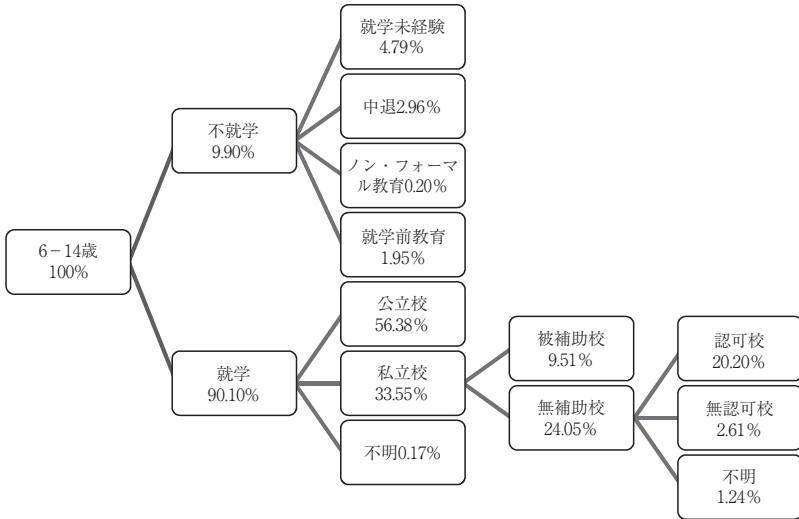 就学未経験
4.79%
中退2.96%
不就学
9.90%
ノン・フォーマ
ル教育0.20%
就学前教育
1.95%
6-14歳
100%
公立校
56.38%
就学
90.10%
私立校
33.55%
不明0.17%
被補助校
9.51%
無補助校
24.05%
認可校
20.20%
無認可校
2.61%
不明
1.24%